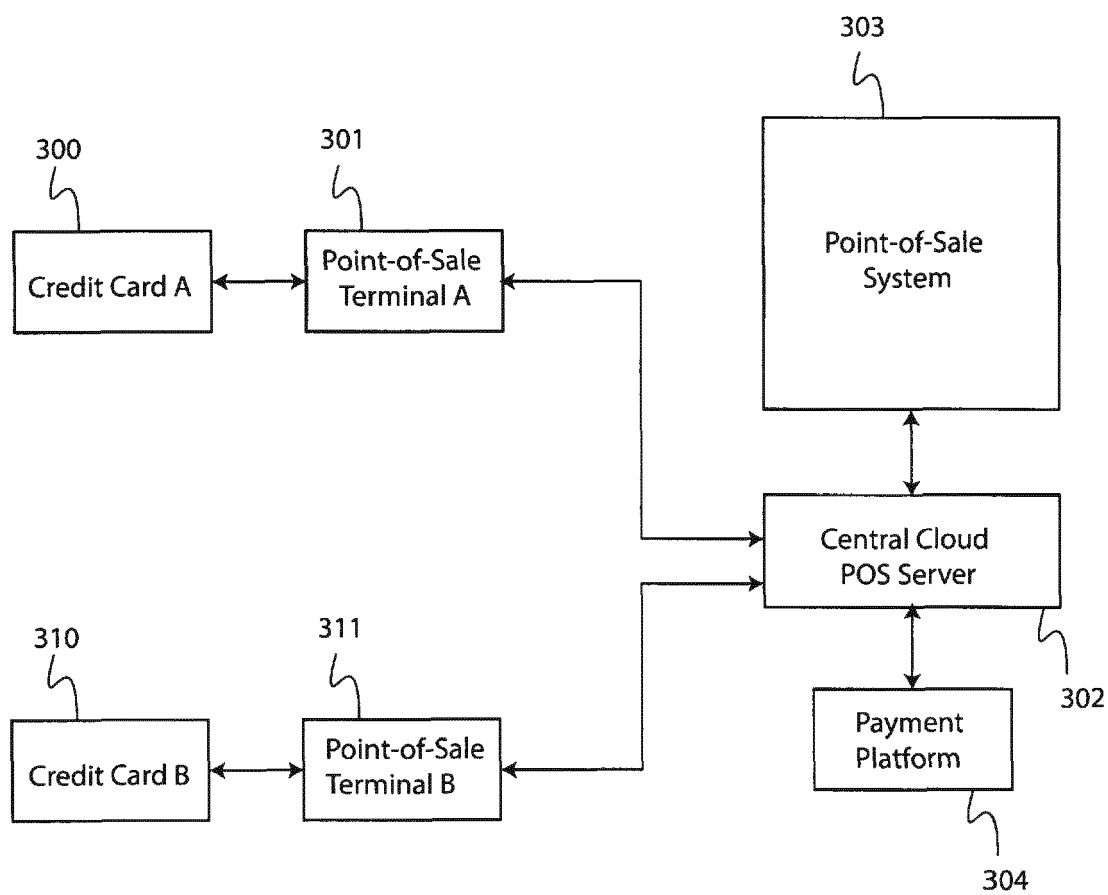 303
300
301
Credit Card A
Point-of-Sale
Terminal A
Point-of-Sale
System
Central Cloud
POS Server
302
310
311
Credit Card B
Point-of-Sale
Terminal B
Payment
Platform
304